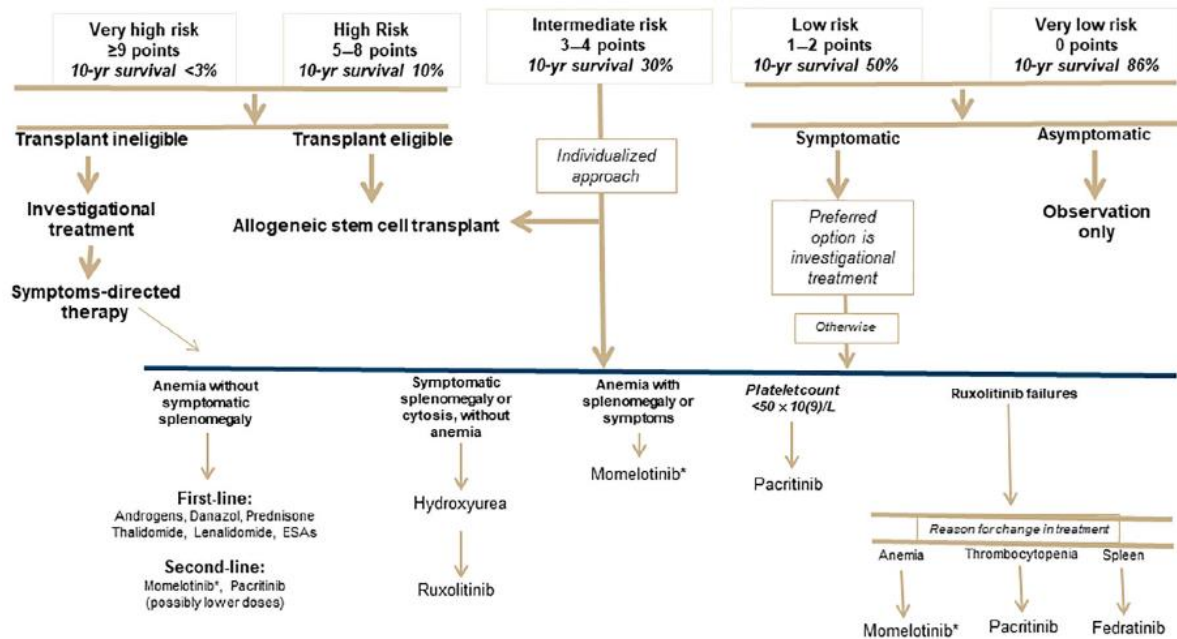 Very high risk
≥9 points
10-yr survival <3%
High Risk
5–8 points
10-yr survival 10%
Intermediate risk
3–4 points
10-yr survival 30%
Low risk
1–2 points
10-yr survival 50%
Very low risk
0 points
10-yr survival 86%
Transplant ineligible
Transplant eligible
Individualized
approach
Symptomatic
Asymptomatic
Investigational
treatment
Allogeneic stem cell transplant
Preferred
option is
investigational
treatment
Observation
only
Symptoms-directed
therapy
Otherwise
Anemia without
symptomatic
splenomegaly
Symptomatic
splenomegaly or
cytosis, without
anemia
Anemia with
splenomegaly or
symptoms
Platelet count
<50 × 10(9)/L
Ruxolitinib failures
Momelotinib*
Pacritinib
First-line:
Androgens, Danazol, Prednisone
Thalidomide, Lenalidomide, ESAs
Hydroxyurea
Second-line:
Momelotinib*, Pacritinib
(possibly lower doses)
Ruxolitinib
Reason for change in treatment
Anemia
Thrombocytopenia
Spleen
Momelotinib*
Pacritinib
Fedratinib